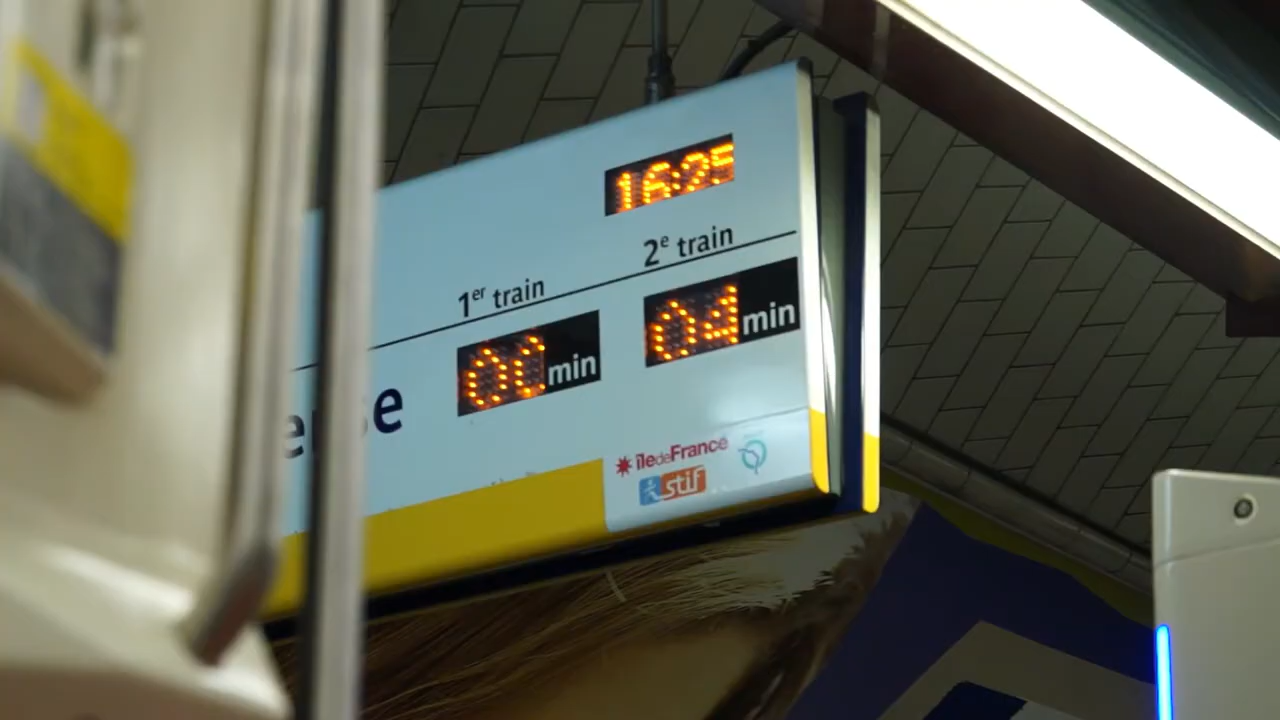 16:25
1er train
2e train
00 min
04 min
îledeFrance
stif